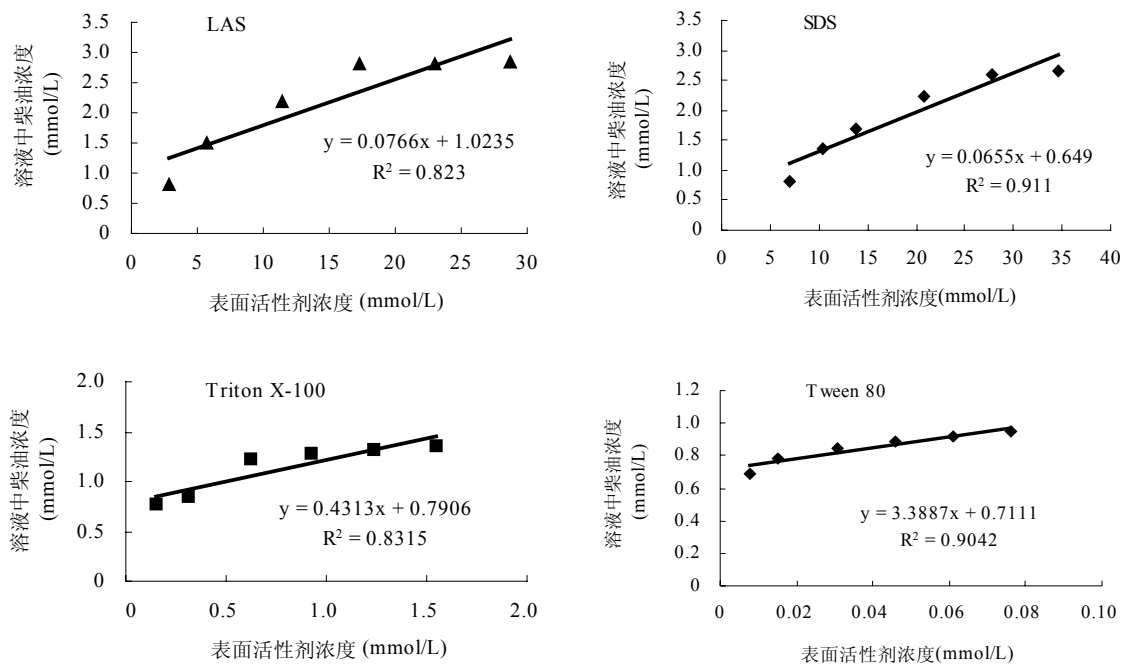 LAS
溶液中柴油浓度
(mmol/L)
3.5
3.0
2.5
2.0
1.5
1.0
0.5
0
y = 0.0766x + 1.0235
R² = 0.823
0 5 10 15 20 25 30
表面活性剂浓度 (mmol/L)
SDS
溶液中柴油浓度
(mmol/L)
3.5
3.0
2.5
2.0
1.5
1.0
0.5
0
y = 0.0655x + 0.649
R² = 0.911
0 5 10 15 20 25 30 35 40
表面活性剂浓度(mmol/L)
Triton X-100
溶液中柴油浓度
(mmol/L)
2.0
1.5
1.0
0.5
0
y = 0.4313x + 0.7906
R² = 0.8315
0 0.5 1.0 1.5 2.0
表面活性剂浓度 (mmol/L)
Tween 80
溶液中柴油浓度
(mmol/L)
1.2
1.0
0.8
0.6
0.4
0.2
0
y = 3.3887x + 0.7111
R² = 0.9042
0 0.02 0.04 0.06 0.08 0.10
表面活性剂浓度(mmol/L)